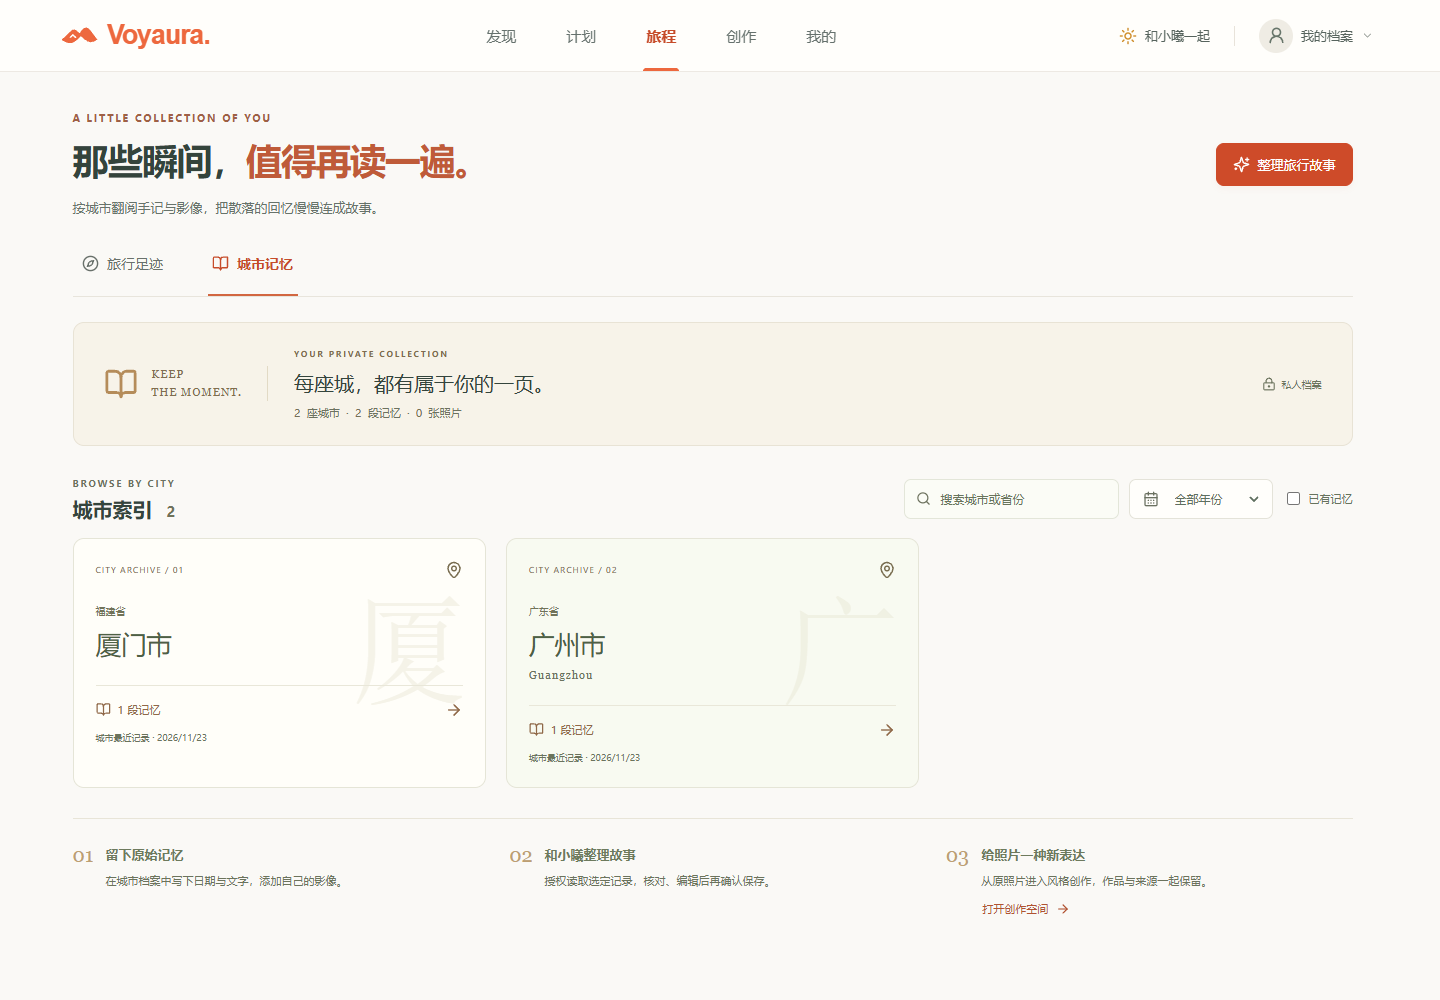 Voyaura.
发现
计划
旅程
创作
我的
和小曦一起
我的档案
A LITTLE COLLECTION OF YOU
那些瞬间，值得再读一遍。
按城市翻阅手记与影像，把散落的回忆慢慢连成故事。
整理旅行故事
旅行足迹
城市记忆
KEEP
THE MOMENT.
YOUR PRIVATE COLLECTION
每座城，都有属于你的一页。
2 座城市 · 2 段记忆 · 0 张照片
私人档案
BROWSE BY CITY
城市索引 2
搜索城市或省份
全部年份
已有记忆
CITY ARCHIVE / 01
福建省
厦门市
厦
1 段记忆
城市最近记录 · 2026/11/23
CITY ARCHIVE / 02
广东省
广州市
Guangzhou
广
1 段记忆
城市最近记录 · 2026/11/23
01 留下原始记忆
在城市档案中写下日期与文字，添加自己的影像。
02 和小曦整理故事
授权读取选定记录，核对、编辑后再确认保存。
03 给照片一种新表达
从原照片进入风格创作，作品与来源一起保留。
打开创作空间